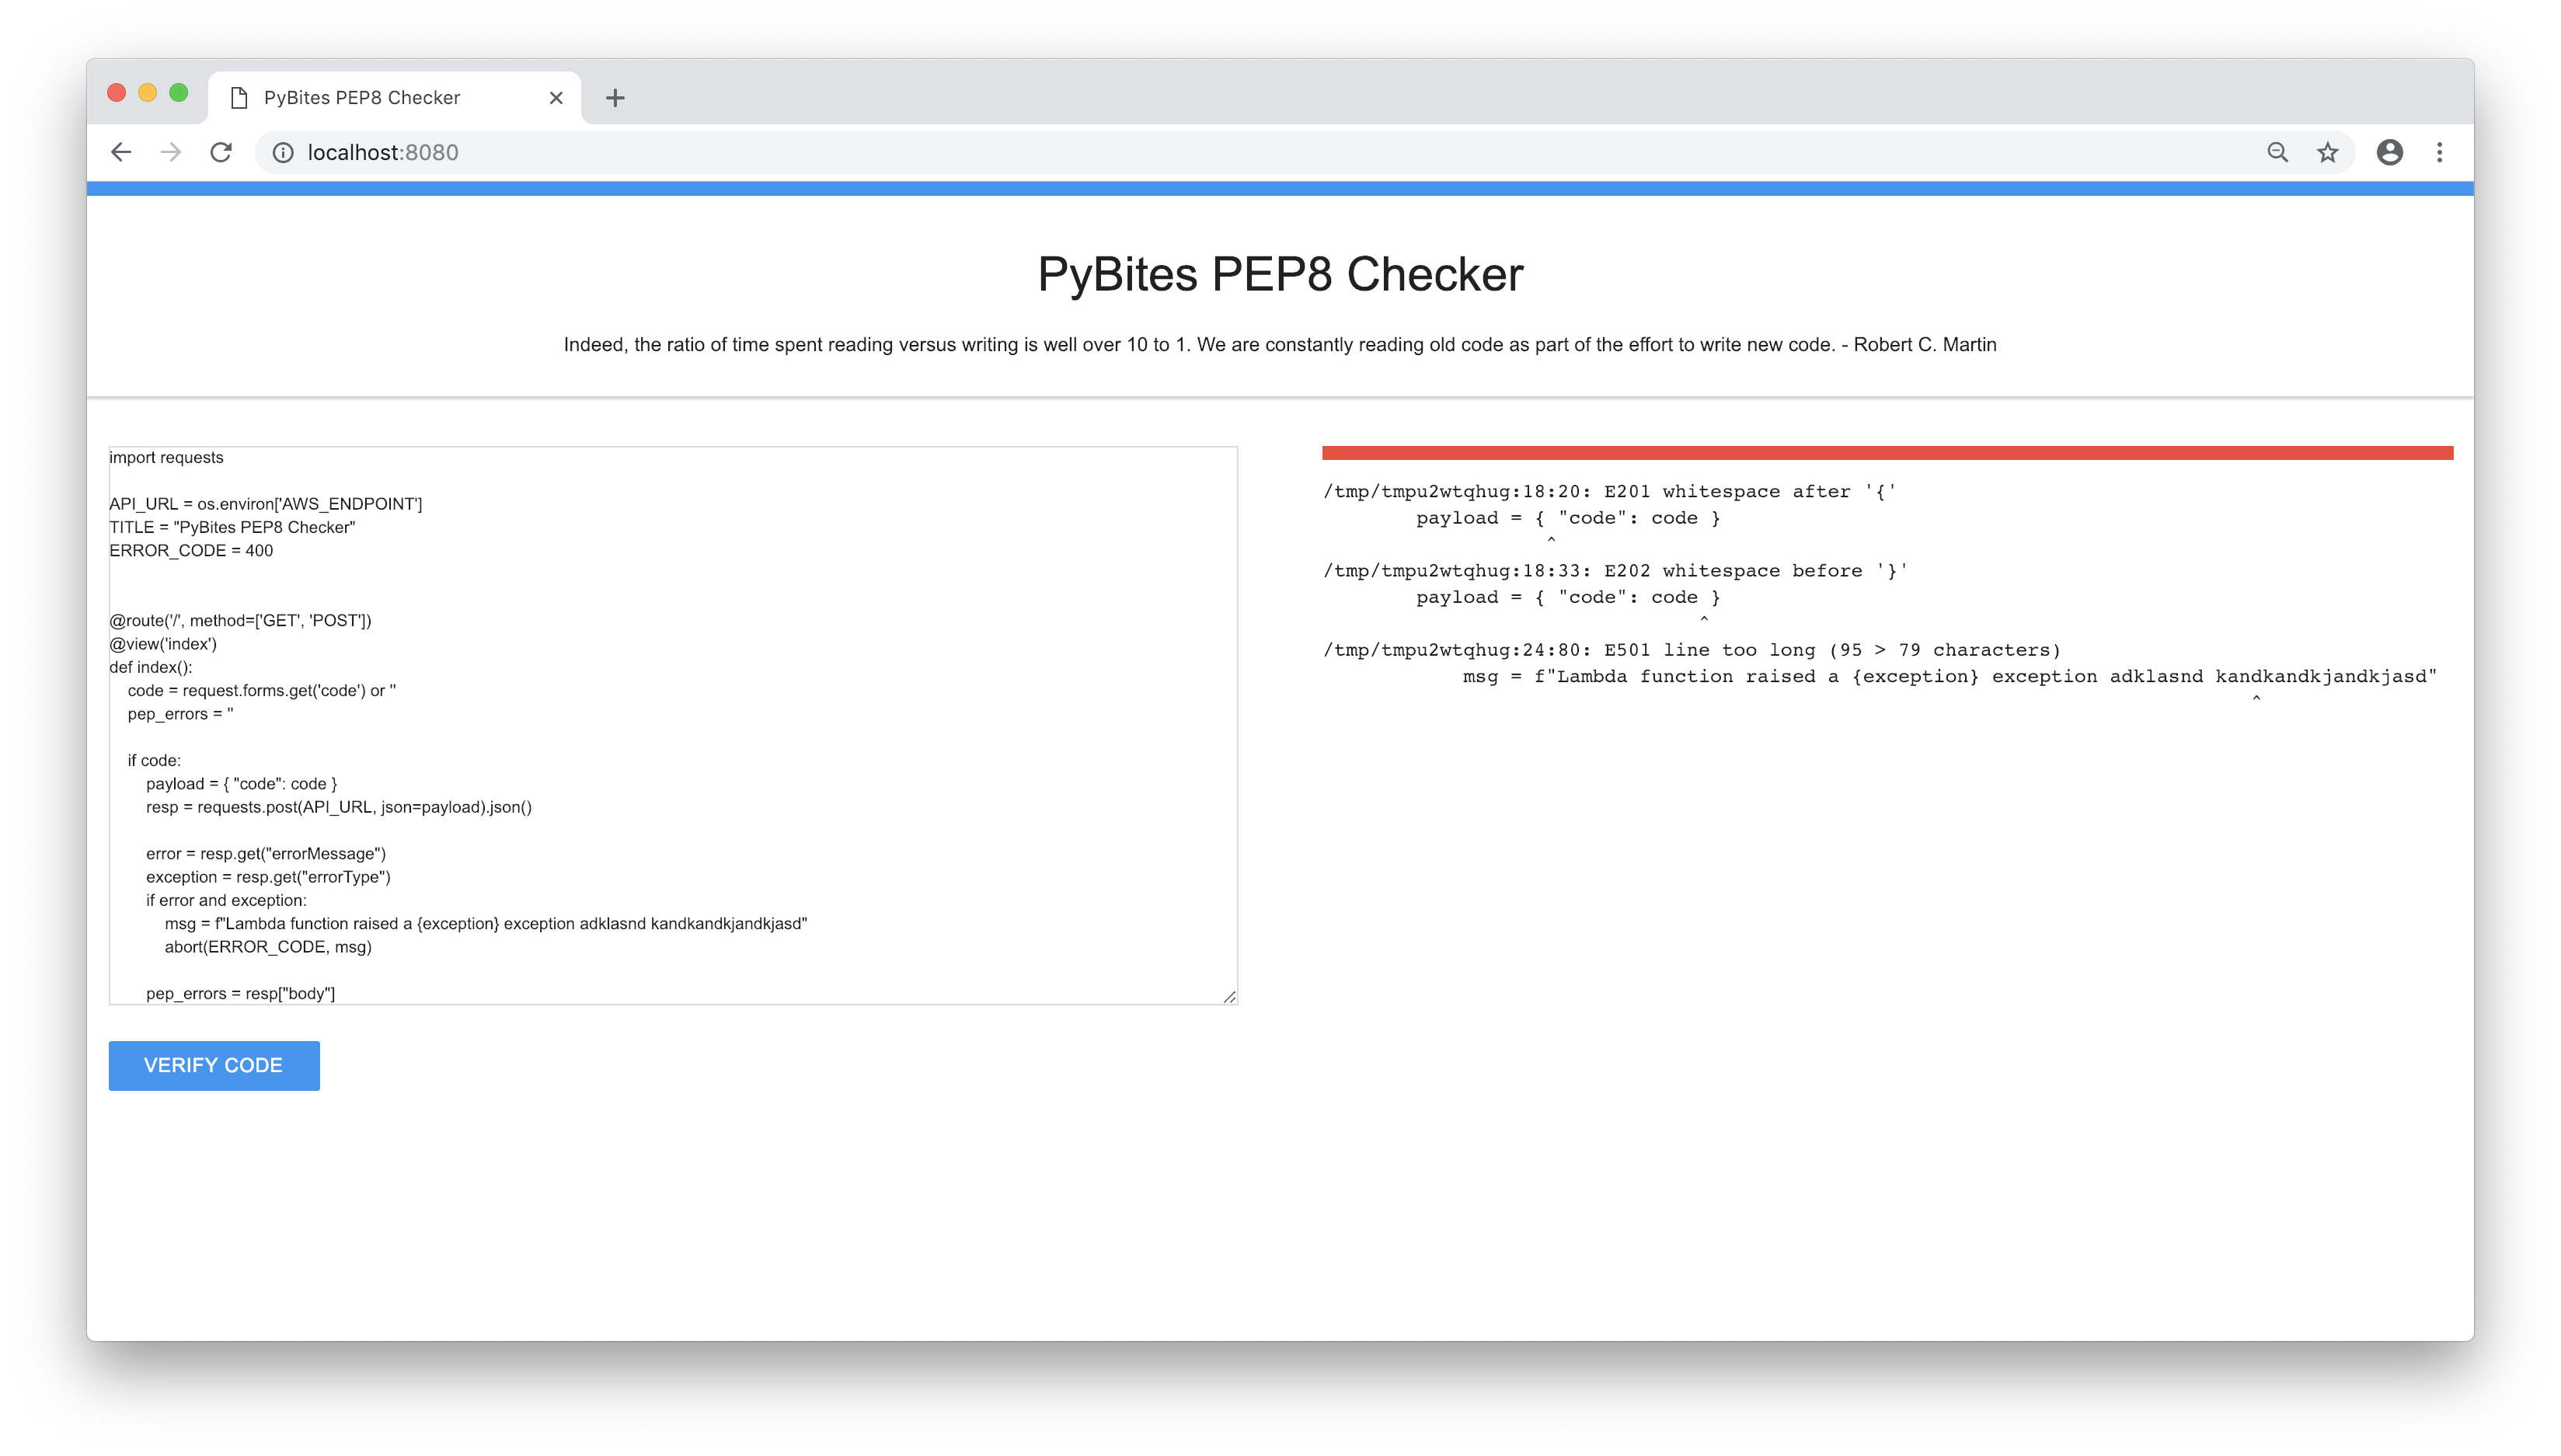 PyBites PEP8 Checker
localhost:8080
PyBites PEP8 Checker
Indeed, the ratio of time spent reading versus writing is well over 10 to 1. We are constantly reading old code as part of the effort to write new code. - Robert C. Martin
import requests
API_URL = os.environ['AWS_ENDPOINT']
TITLE = "PyBites PEP8 Checker"
ERROR_CODE = 400
@route('/', method=['GET', 'POST'])
@view('index')
def index():
    code = request.forms.get('code') or ''
    pep_errors = ''
    if code:
        payload = { "code": code }
        resp = requests.post(API_URL, json=payload).json()
        error = resp.get("errorMessage")
        exception = resp.get("errorType")
        if error and exception:
            msg = f"Lambda function raised a {exception} exception adklasnd kandkandkjandkjasd"
            abort(ERROR_CODE, msg)
        pep_errors = resp["body"]
VERIFY CODE
/tmp/tmpu2wtqhug:18:20: E201 whitespace after '{'
        payload = { "code": code }
                   ^
/tmp/tmpu2wtqhug:18:33: E202 whitespace before '}'
        payload = { "code": code }
                                ^
/tmp/tmpu2wtqhug:24:80: E501 line too long (95 > 79 characters)
            msg = f"Lambda function raised a {exception} exception adklasnd kandkandkjandkjasd"
                                                                               ^